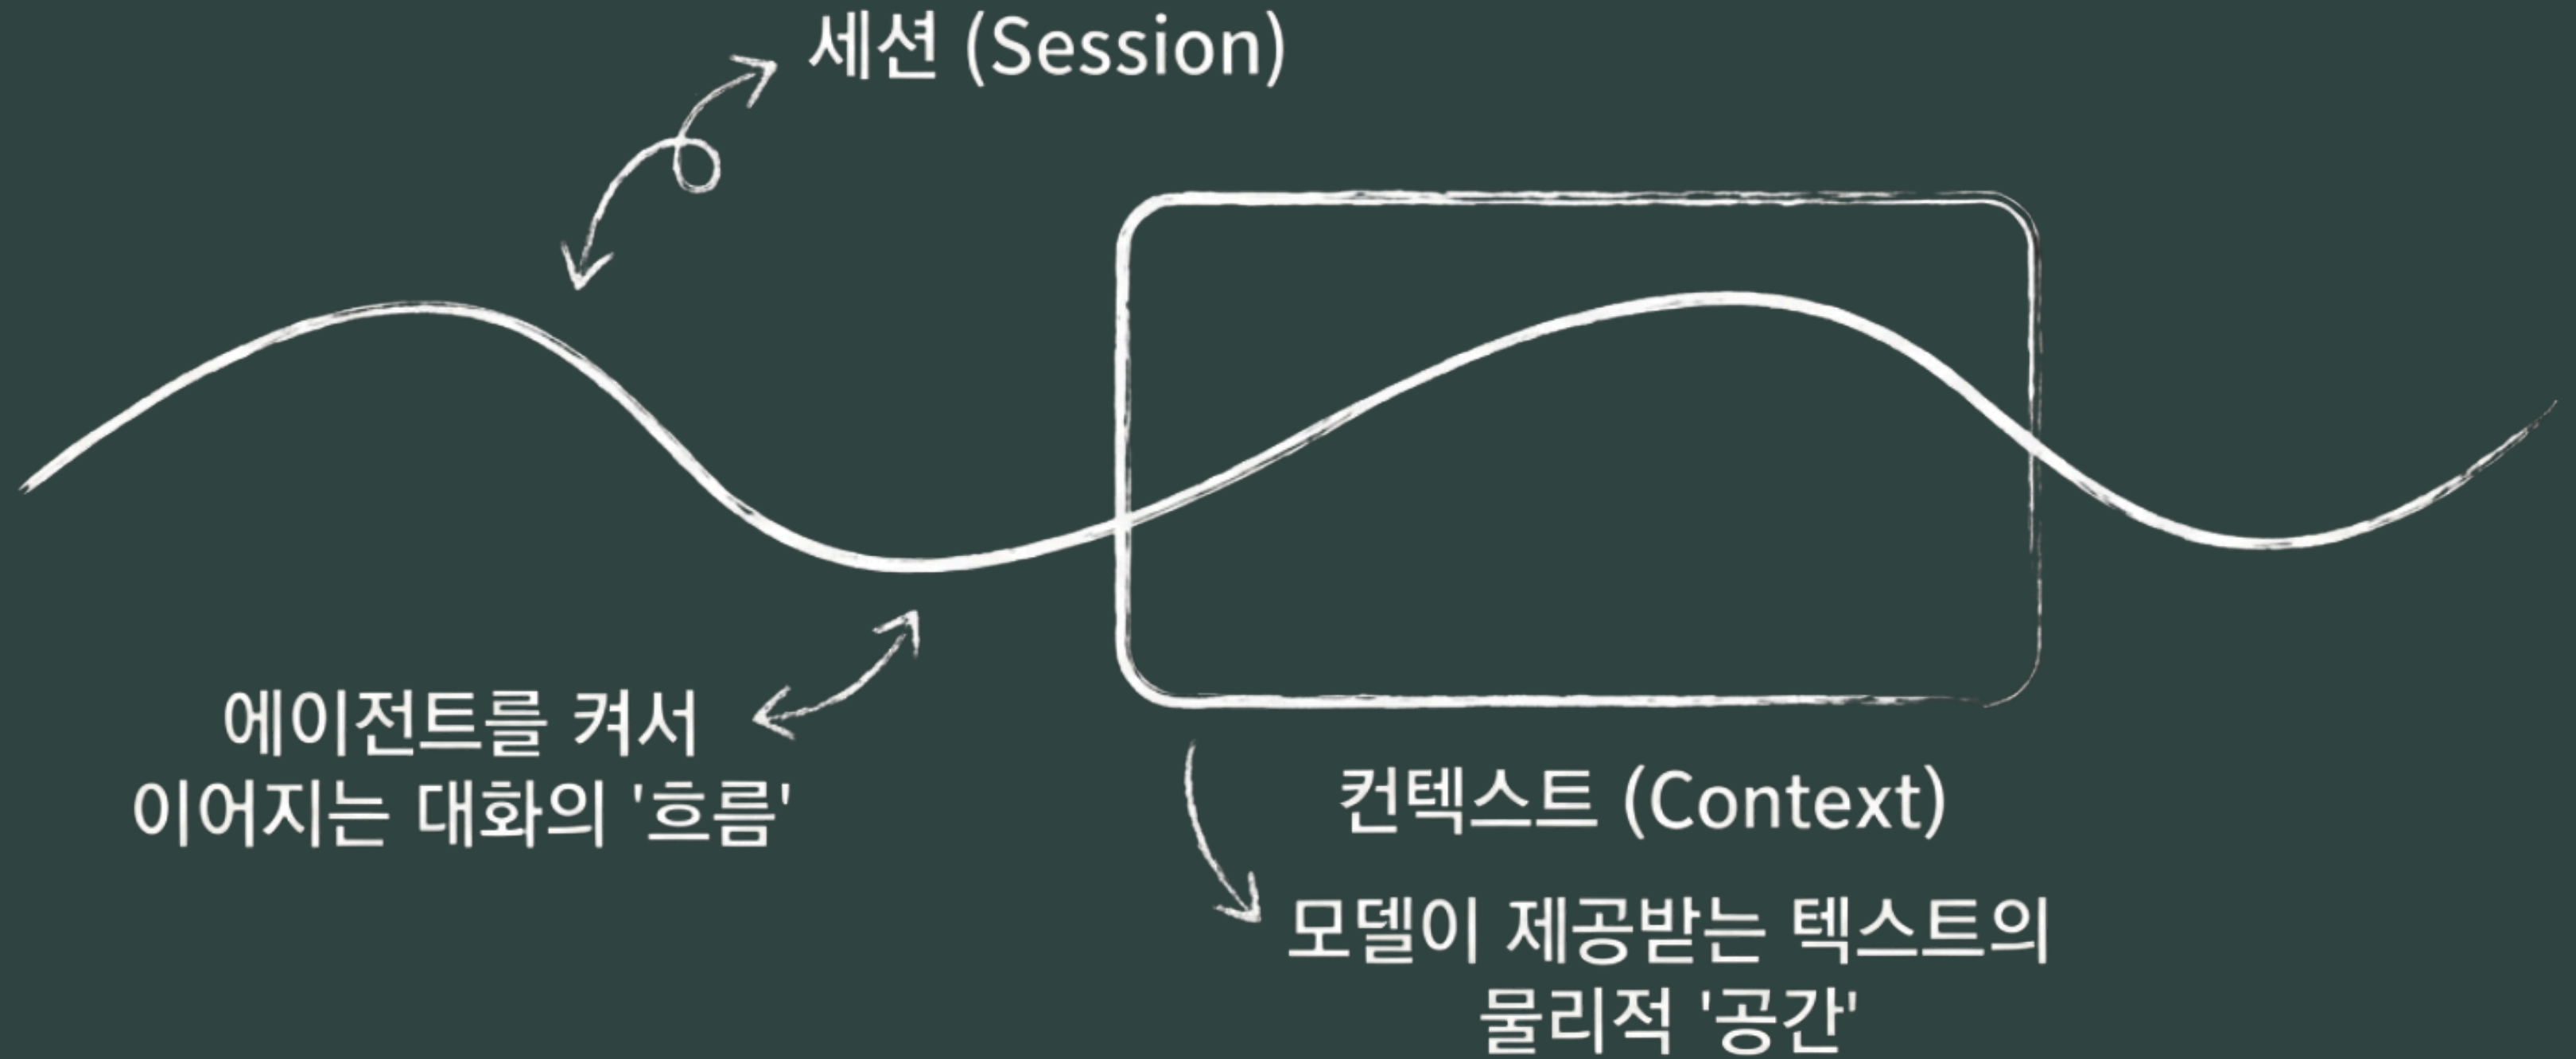 세션 (Session)
에이전트를 켜서
이어지는 대화의 '흐름'
컨텍스트 (Context)
모델이 제공받는 텍스트의
물리적 '공간'